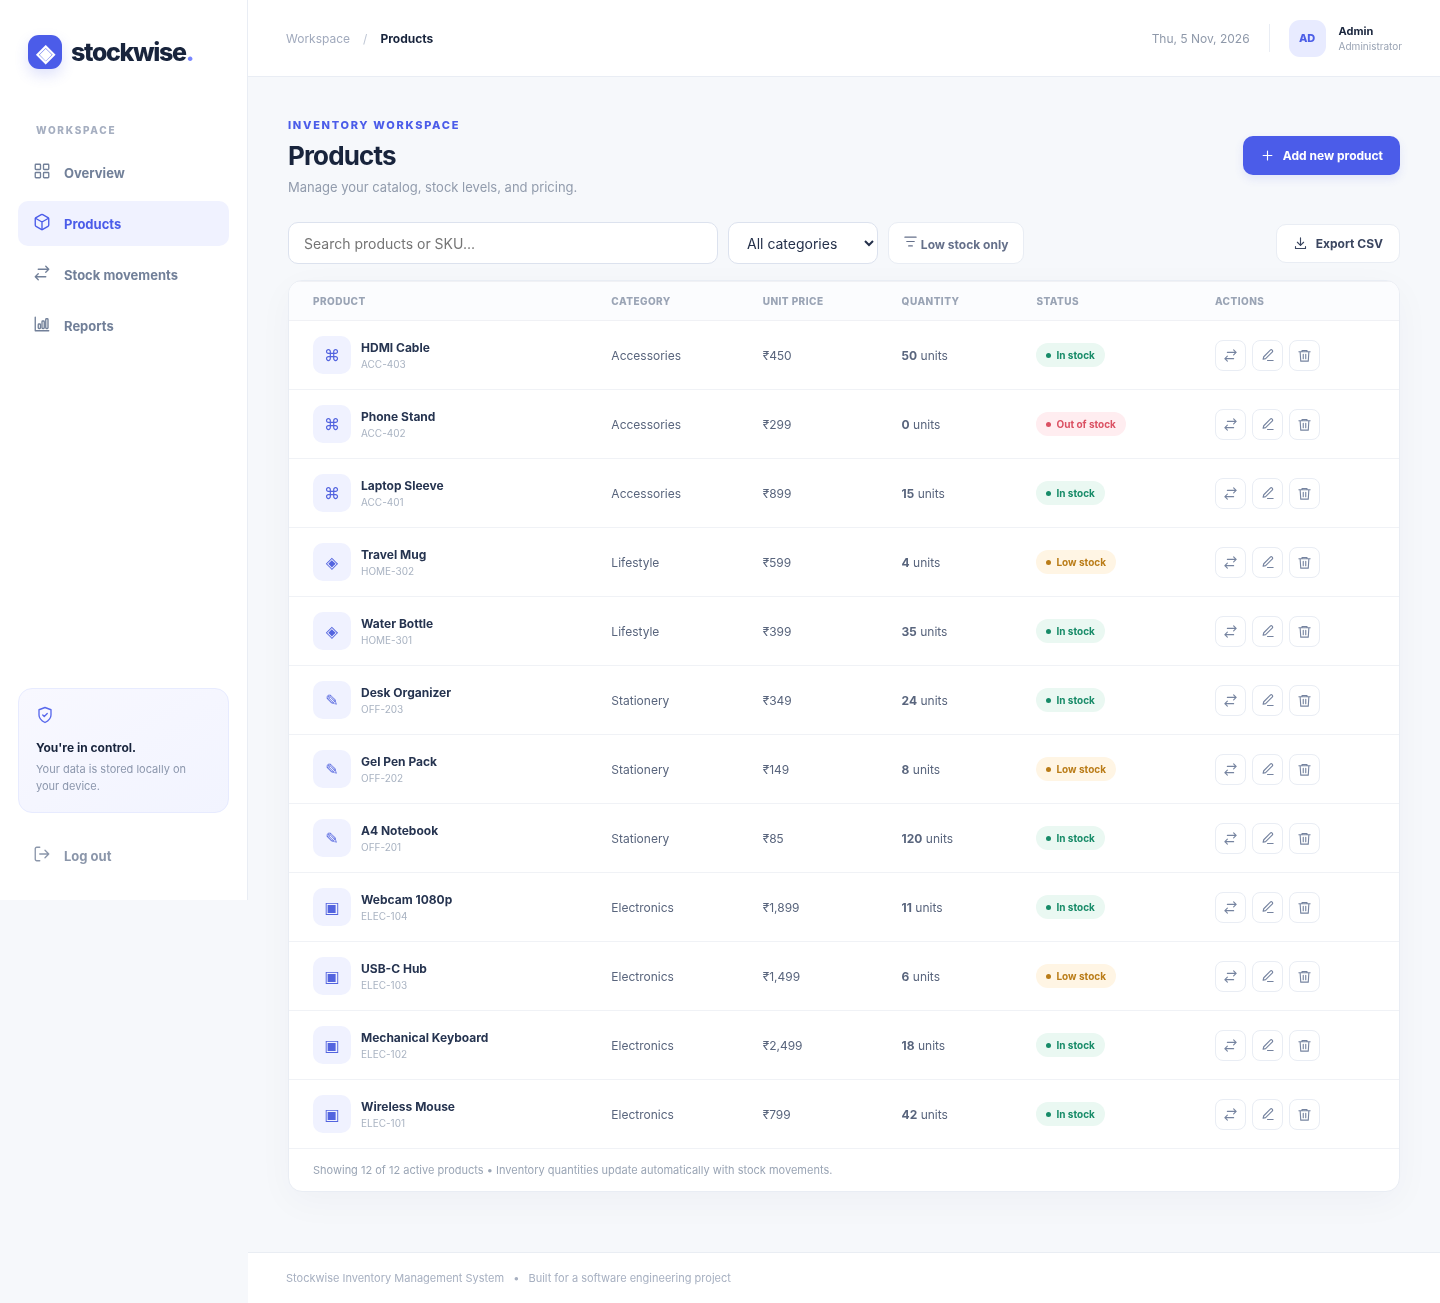 stockwise.
WORKSPACE
Overview
Products
Stock movements
Reports
You're in control.
Your data is stored locally on
your device.
Log out
Workspace / Products
Thu, 5 Nov, 2026
AD
Admin
Administrator
INVENTORY WORKSPACE
Products
Manage your catalog, stock levels, and pricing.
Add new product
Search products or SKU...
All categories
Low stock only
Export CSV
PRODUCT CATEGORY UNIT PRICE QUANTITY STATUS ACTIONS
HDMI Cable
ACC-403
Accessories ₹450 50 units In stock
Phone Stand
ACC-402
Accessories ₹299 0 units Out of stock
Laptop Sleeve
ACC-401
Accessories ₹899 15 units In stock
Travel Mug
HOME-302
Lifestyle ₹599 4 units Low stock
Water Bottle
HOME-301
Lifestyle ₹399 35 units In stock
Desk Organizer
OFF-203
Stationery ₹349 24 units In stock
Gel Pen Pack
OFF-202
Stationery ₹149 8 units Low stock
A4 Notebook
OFF-201
Stationery ₹85 120 units In stock
Webcam 1080p
ELEC-104
Electronics ₹1,899 11 units In stock
USB-C Hub
ELEC-103
Electronics ₹1,499 6 units Low stock
Mechanical Keyboard
ELEC-102
Electronics ₹2,499 18 units In stock
Wireless Mouse
ELEC-101
Electronics ₹799 42 units In stock
Showing 12 of 12 active products • Inventory quantities update automatically with stock movements.
Stockwise Inventory Management System • Built for a software engineering project